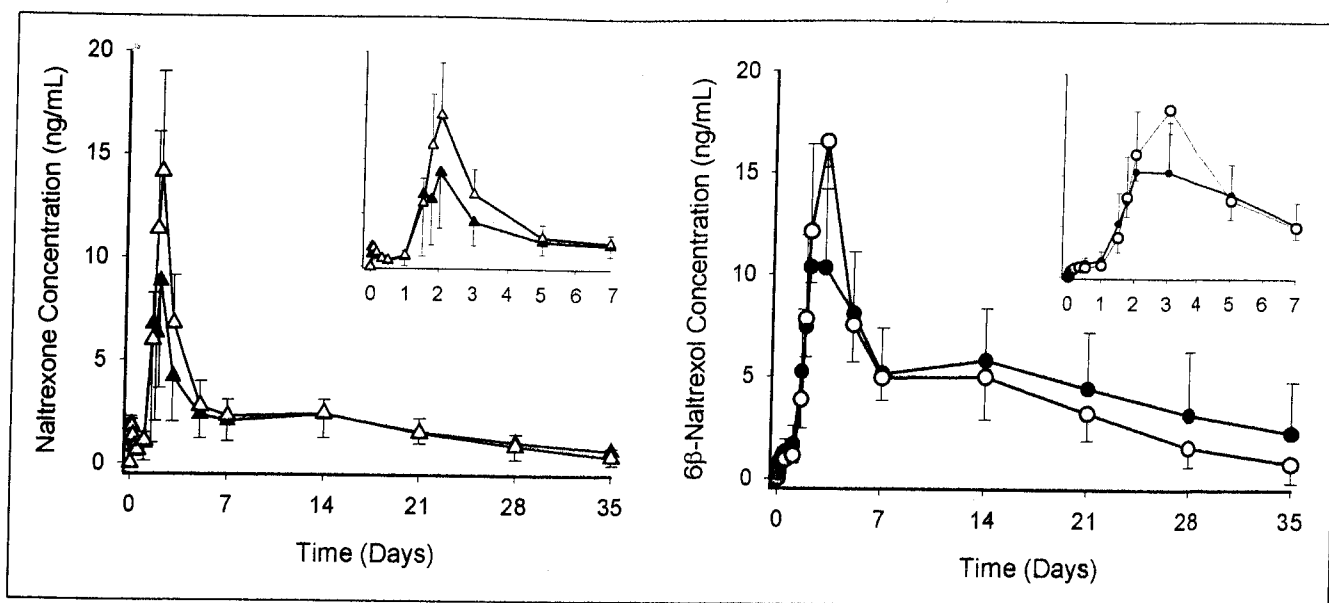 Naltrexone Concentration (ng/mL)
20
15
10
5
0
0 1 2 3 4 5 6 7
0 7 14 21 28 35
Time (Days)
6β-Naltrexol Concentration (ng/mL)
20
15
10
5
0
0 1 2 3 4 5 6 7
0 7 14 21 28 35
Time (Days)